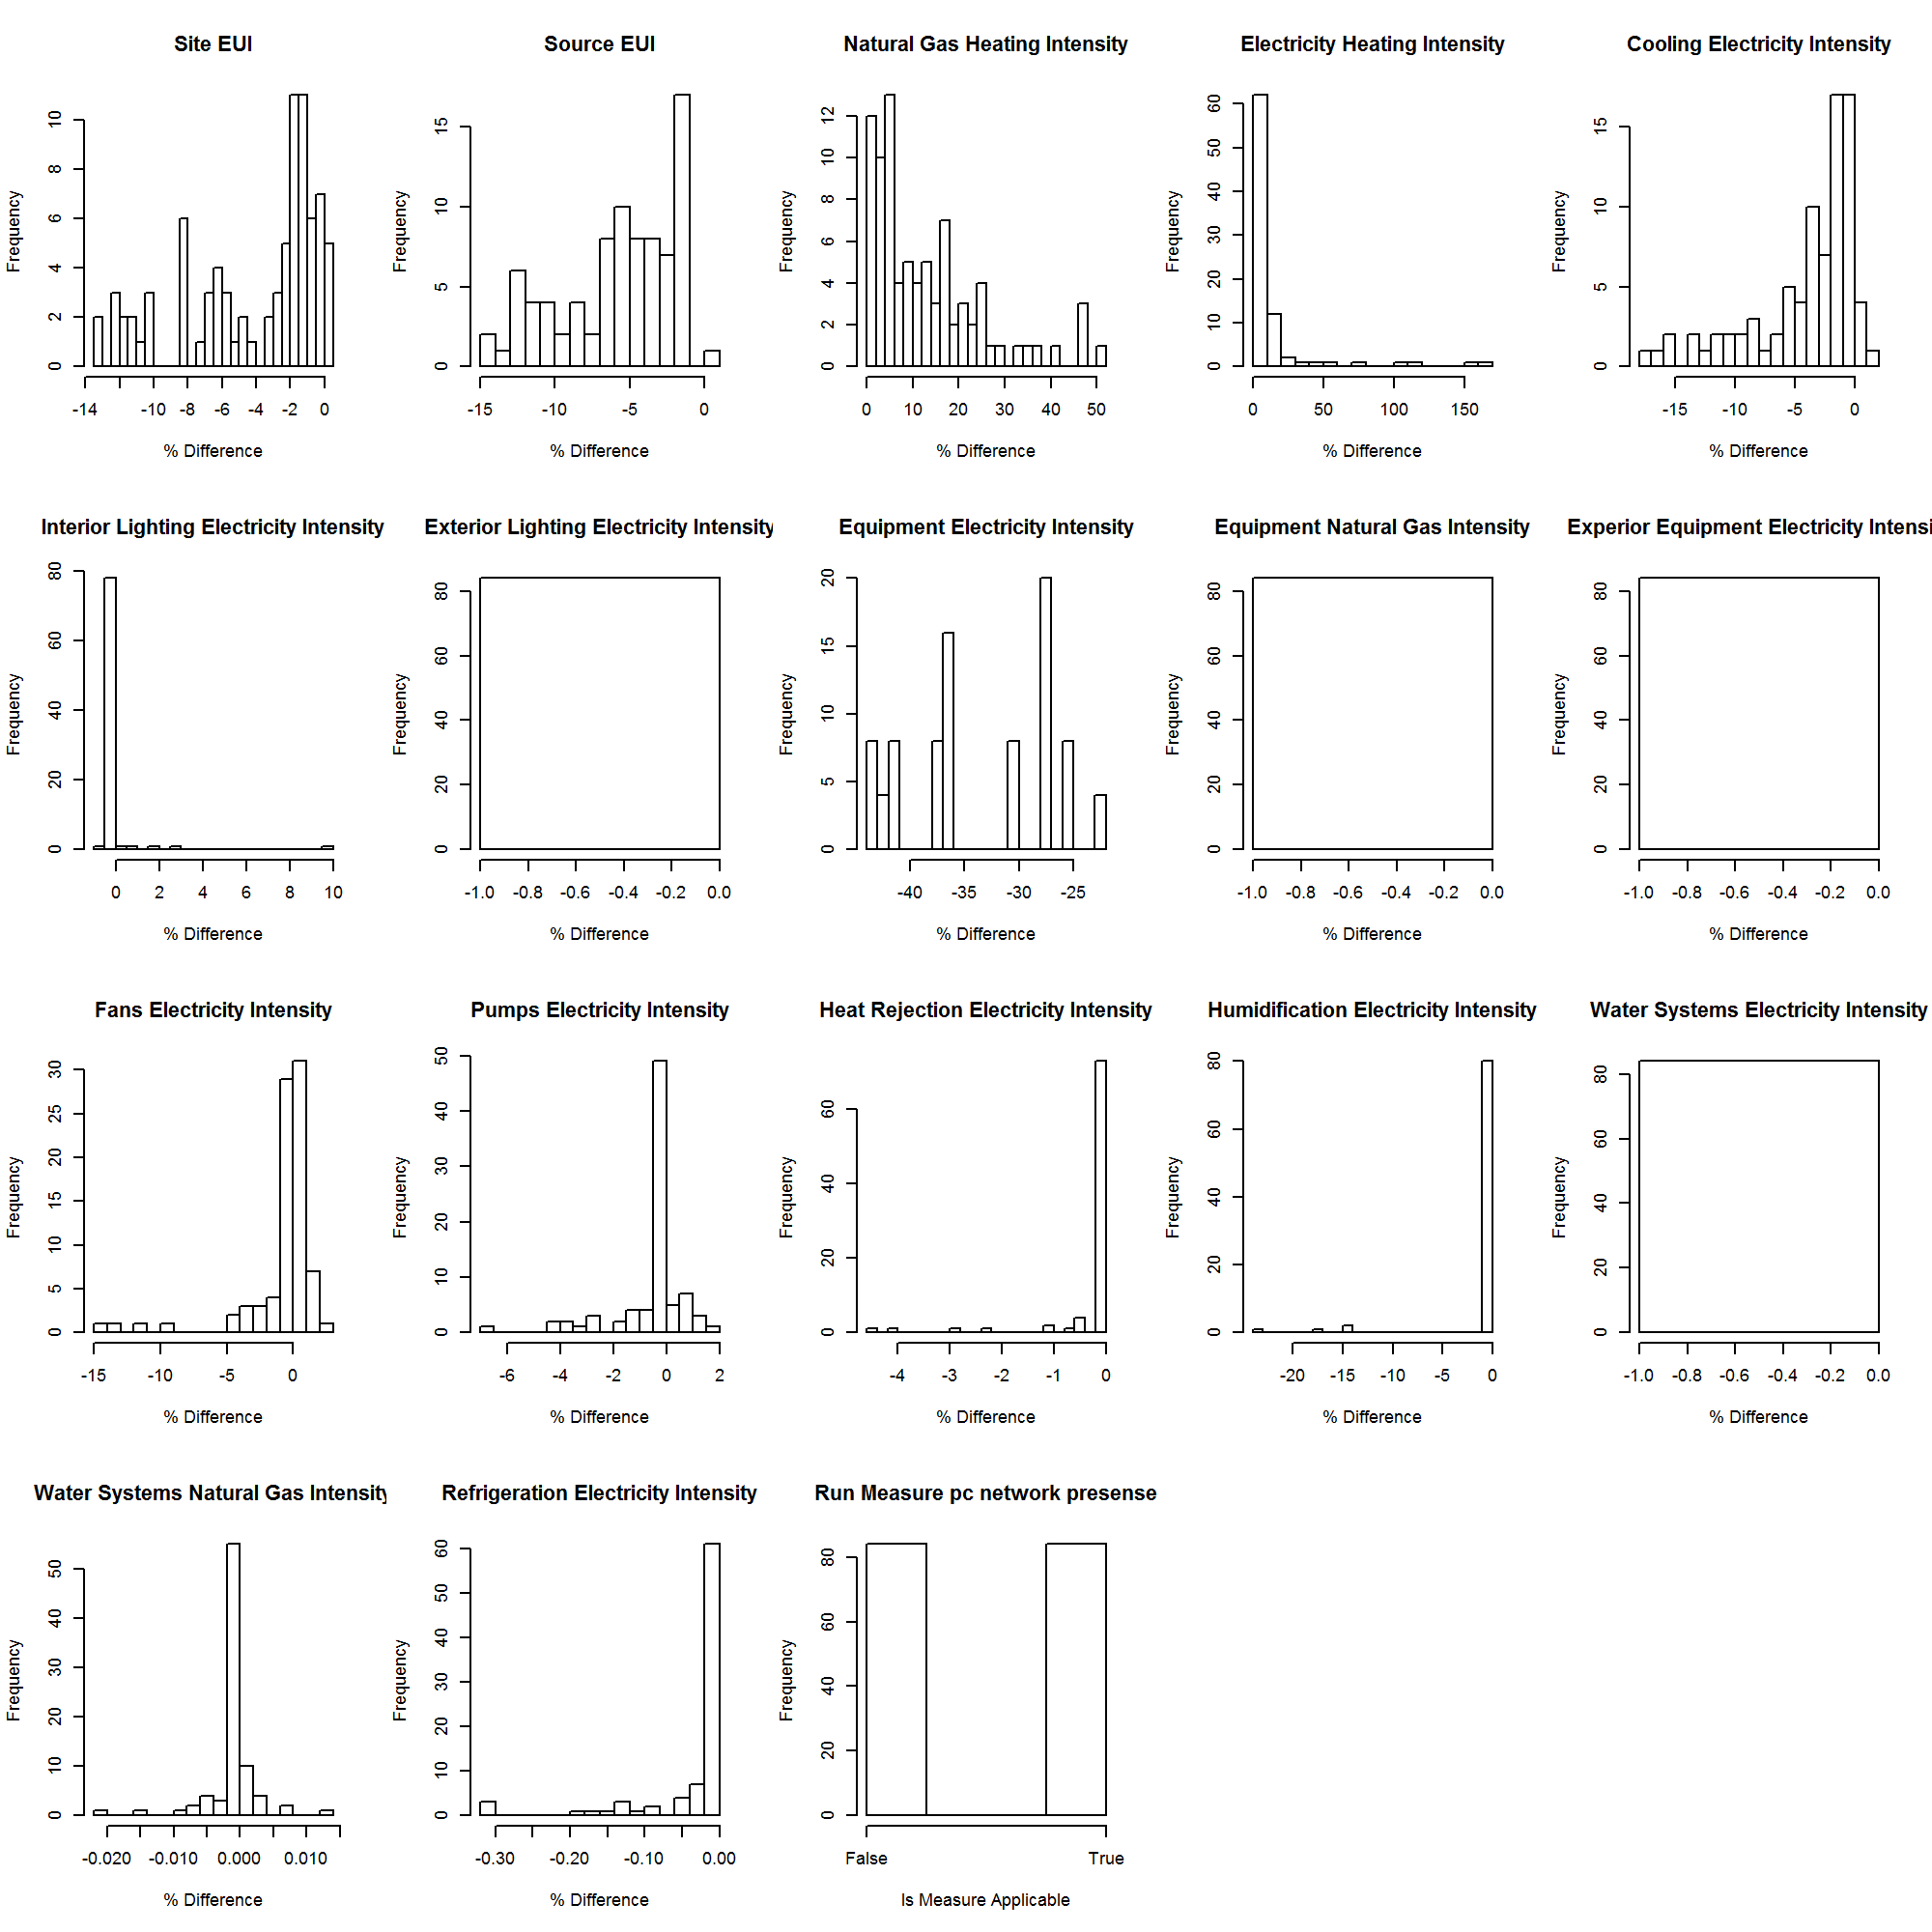 Site EUI
Frequency
0 2 4 6 8 10
-14 -10 -8 -6 -4 -2 0
% Difference
Source EUI
Frequency
0 5 10 15
-15 -10 -5 0
% Difference
Natural Gas Heating Intensity
Frequency
0 2 4 6 8 10 12
0 10 20 30 40 50
% Difference
Electricity Heating Intensity
Frequency
0 10 20 30 40 50 60
0 50 100 150
% Difference
Cooling Electricity Intensity
Frequency
0 5 10 15
-15 -10 -5 0
% Difference
Interior Lighting Electricity Intensity
Frequency
0 20 40 60 80
0 2 4 6 8 10
% Difference
Exterior Lighting Electricity Intensity
Frequency
0 20 40 60 80
-1.0 -0.8 -0.6 -0.4 -0.2 0.0
% Difference
Equipment Electricity Intensity
Frequency
0 5 10 15 20
-40 -35 -30 -25
% Difference
Equipment Natural Gas Intensity
Frequency
0 20 40 60 80
-1.0 -0.8 -0.6 -0.4 -0.2 0.0
% Difference
Experior Equipment Electricity Intensi
Frequency
0 20 40 60 80
-1.0 -0.8 -0.6 -0.4 -0.2 0.0
% Difference
Fans Electricity Intensity
Frequency
0 5 10 15 20 25 30
-15 -10 -5 0
% Difference
Pumps Electricity Intensity
Frequency
0 10 20 30 40 50
-6 -4 -2 0 2
% Difference
Heat Rejection Electricity Intensity
Frequency
0 20 40 60
-4 -3 -2 -1 0
% Difference
Humidification Electricity Intensity
Frequency
0 20 40 60 80
-20 -15 -10 -5 0
% Difference
Water Systems Electricity Intensity
Frequency
0 20 40 60 80
-1.0 -0.8 -0.6 -0.4 -0.2 0.0
% Difference
Water Systems Natural Gas Intensity
Frequency
0 10 20 30 40 50
-0.020 -0.010 0.000 0.010
% Difference
Refrigeration Electricity Intensity
Frequency
0 10 20 30 40 50 60
-0.30 -0.20 -0.10 0.00
% Difference
Run Measure pc network presense
Frequency
0 20 40 60 80
False True
Is Measure Applicable